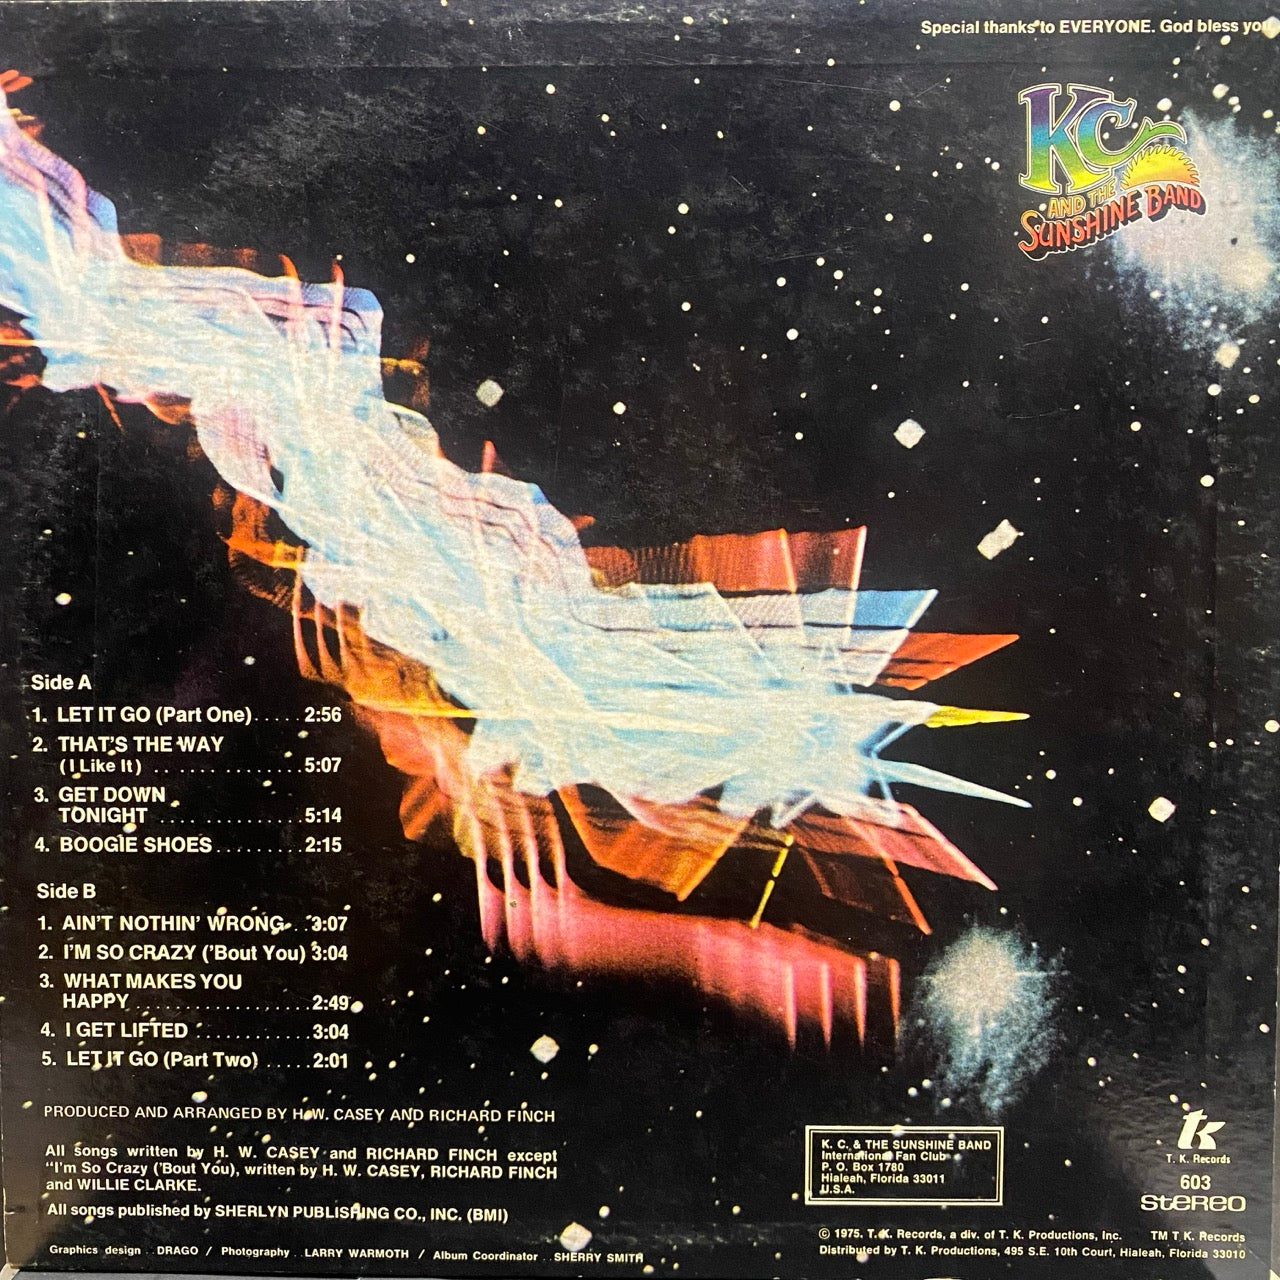 Special thanks to EVERYONE. God bless you
KC
AND THE
SUNSHINE BAND
Side A
1. LET IT GO (Part One)..... 2:56
2. THAT'S THE WAY
(I Like It) .................. 5:07
3. GET DOWN
TONIGHT ................ 5:14
4. BOOGIE SHOES ......... 2:15
Side B
1. AIN'T NOTHIN' WRONG... 3:07
2. I'M SO CRAZY ('Bout You) 3:04
3. WHAT MAKES YOU
HAPPY .................. 2:49
4. I GET LIFTED ............ 3:04
5. LET IT GO (Part Two) ..... 2:01
PRODUCED AND ARRANGED BY H. W. CASEY AND RICHARD FINCH
All songs written by H. W. CASEY and RICHARD FINCH except
"I'm So Crazy ('Bout You), written by H. W. CASEY, RICHARD FINCH
and WILLIE CLARKE.
All songs published by SHERLYN PUBLISHING CO., INC. (BMI)
Graphics design .. DRAGO / Photography .. LARRY WARMOTH / Album Coordinator .. SHERRY SMITH
K. C. & THE SUNSHINE BAND
International Fan Club
P. O. Box 1780
Hialeah, Florida 33011
U.S.A.
tk
T. K. Records
603
stereo
© 1975. T. K. Records, a div. of T. K. Productions, Inc. TM T K. Records
Distributed by T. K. Productions, 495 S.E. 10th Court, Hialeah, Florida 33010